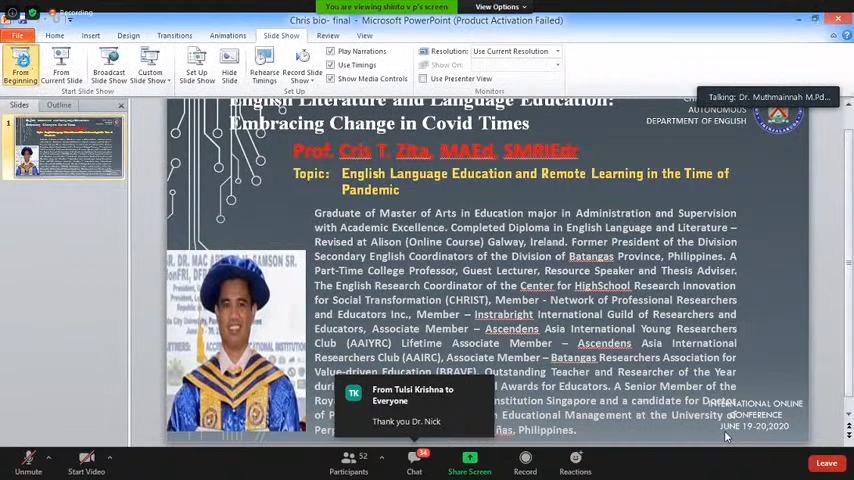 You are viewing shinto v p's screen
View Options
Recording
Chris bio- final - Microsoft PowerPoint (Product Activation Failed)
File
Home
Insert
Design
Transitions
Animations
Slide Show
Review
View
From Beginning
From Current Slide
Broadcast Slide Show
Custom Slide Show
Set Up Slide Show
Hide Slide
Rehearse Timings
Record Slide Show
Play Narrations
Use Timings
Show Media Controls
Resolution: Use Current Resolution
Show On:
Use Presenter View
Start Slide Show
Set Up
Monitors
Talking: Dr. Muthmainnah M.Pd...
Slides
Outline
1
English Literature and Language Education:
Embracing Change in Covid Times
AUTONOMOUS
DEPARTMENT OF ENGLISH
Prof. Cris T. Zita, MAEd, SMRIEdr
Topic: English Language Education and Remote Learning in the Time of
Pandemic
Graduate of Master of Arts in Education major in Administration and Supervision
with Academic Excellence. Completed Diploma in English Language and Literature –
Revised at Alison (Online Course) Galway, Ireland. Former President of the Division
Secondary English Coordinators of the Division of Batangas Province, Philippines. A
Part-Time College Professor, Guest Lecturer, Resource Speaker and Thesis Adviser.
The English Research Coordinator of the Center for HighSchool Research Innovation
for Social Transformation (CHRIST), Member - Network of Professional Researchers
and Educators Inc., Member – Instrabright International Guild of Researchers and
Educators, Associate Member – Ascendens Asia International Young Researchers
Club (AAIYRC) Lifetime Associate Member – Ascendens Asia International
Researchers Club (AAIRC), Associate Member – Batangas Researchers Association for
Value-driven Education (BRAVE). Outstanding Teacher and Researcher of the Year
Awards for Educators. A Senior Member of the
Institution Singapore and a candidate for Doctor
Educational Management at the University of
Philippines.
INTERNATIONAL ONLINE
CONFERENCE
JUNE 19-20,2020
TK
From Tulsi Krishna to
Everyone
Thank you Dr. Nick
Unmute
Start Video
Participants
52
Chat
34
Share Screen
Record
Reactions
Leave